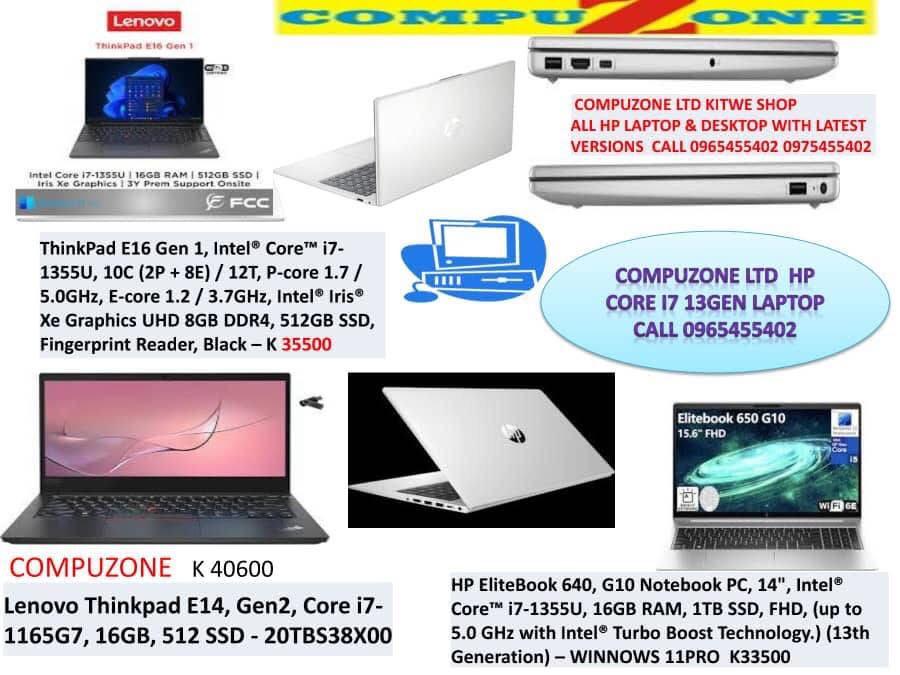 COMPUZONE
Lenovo
ThinkPad E16 Gen 1
Intel Core i7-1355U | 16GB RAM | 512GB SSD |
Iris Xe Graphics | 3Y Prem Support Onsite
FCC
COMPUZONE LTD KITWE SHOP
ALL HP LAPTOP & DESKTOP WITH LATEST
VERSIONS CALL 0965455402 0975455402
ThinkPad E16 Gen 1, Intel® Core™ i7-
1355U, 10C (2P + 8E) / 12T, P-core 1.7 /
5.0GHz, E-core 1.2 / 3.7GHz, Intel® Iris®
Xe Graphics UHD 8GB DDR4, 512GB SSD,
Fingerprint Reader, Black – K 35500
COMPUZONE LTD HP
CORE I7 13GEN LAPTOP
CALL 0965455402
hp
Elitebook 650 G10
15.6" FHD
Core
i5
WiFi 6E
COMPUZONE K 40600
Lenovo Thinkpad E14, Gen2, Core i7-
1165G7, 16GB, 512 SSD - 20TBS38X00
HP EliteBook 640, G10 Notebook PC, 14", Intel®
Core™ i7-1355U, 16GB RAM, 1TB SSD, FHD, (up to
5.0 GHz with Intel® Turbo Boost Technology.) (13th
Generation) – WINNOWS 11PRO K33500